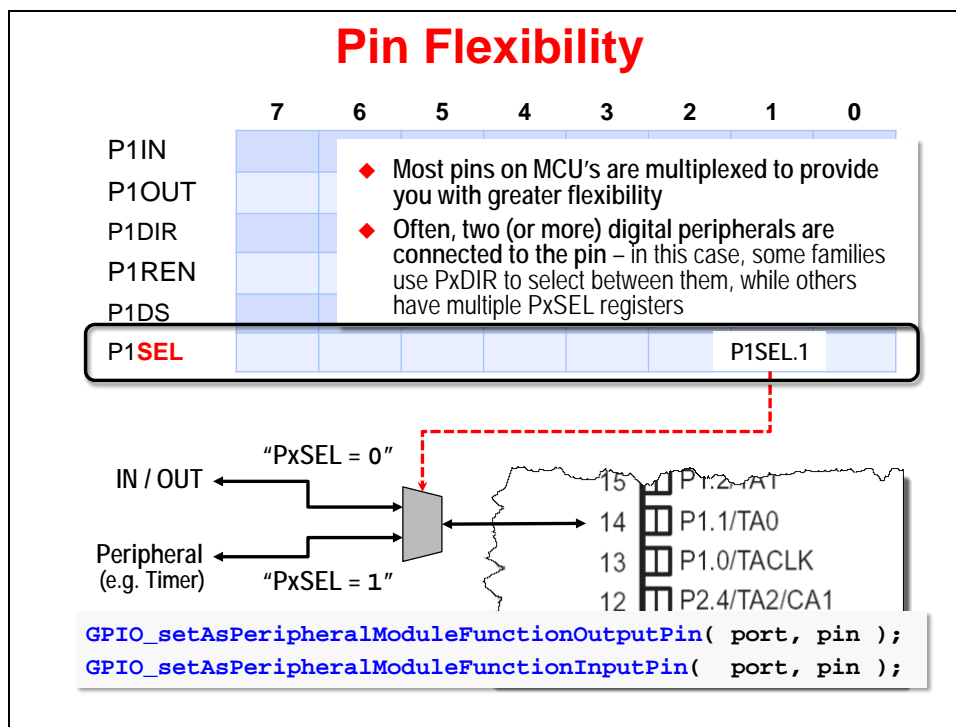 Pin Flexibility
7 6 5 4 3 2 1 0
P1IN
P1OUT
P1DIR
P1REN
P1DS
P1SEL
◆ Most pins on MCU's are multiplexed to provide
you with greater flexibility
◆ Often, two (or more) digital peripherals are
connected to the pin – in this case, some families
use PxDIR to select between them, while others
have multiple PxSEL registers
P1SEL.1
"PxSEL = 0"
IN / OUT
Peripheral
(e.g. Timer)
"PxSEL = 1"
15 P1.2/TA1
14 P1.1/TA0
13 P1.0/TACLK
12 P2.4/TA2/CA1
GPIO_setAsPeripheralModuleFunctionOutputPin( port, pin );
GPIO_setAsPeripheralModuleFunctionInputPin(  port, pin );